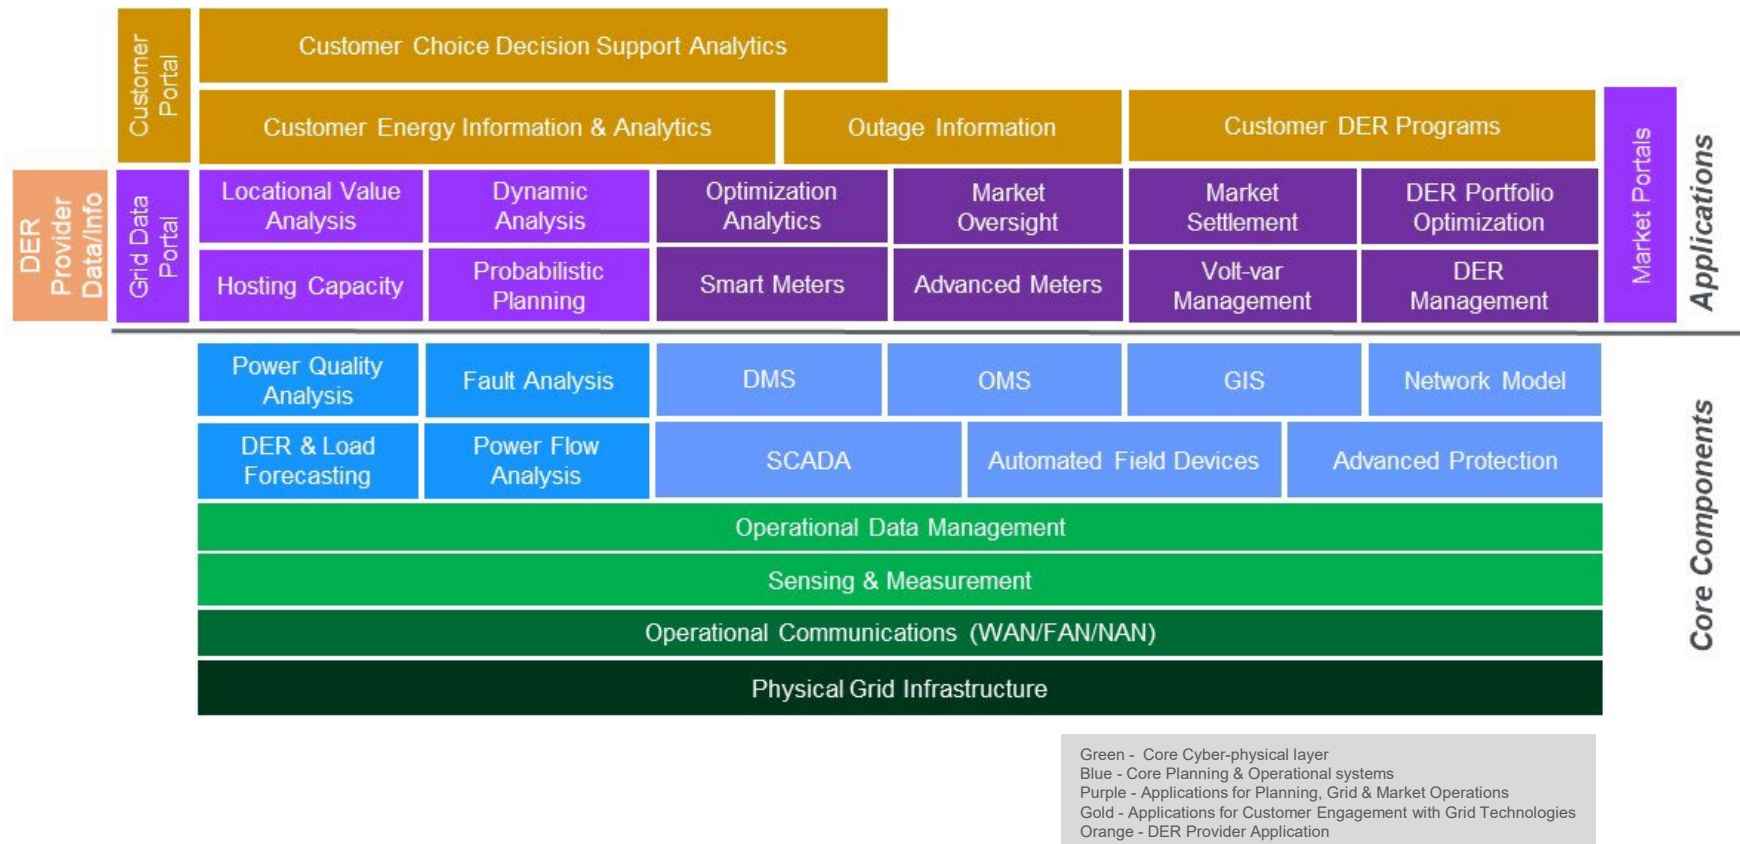 Customer
Portal
Customer Choice Decision Support Analytics
Customer Energy Information & Analytics
Outage Information
Customer DER Programs
Market Portals
Applications
DER
Provider
Data/Info
Grid Data
Portal
Locational Value
Analysis
Dynamic
Analysis
Optimization
Analytics
Market
Oversight
Market
Settlement
DER Portfolio
Optimization
Hosting Capacity
Probabilistic
Planning
Smart Meters
Advanced Meters
Volt-var
Management
DER
Management
Power Quality
Analysis
Fault Analysis
DMS
OMS
GIS
Network Model
Core Components
DER & Load
Forecasting
Power Flow
Analysis
SCADA
Automated Field Devices
Advanced Protection
Operational Data Management
Sensing & Measurement
Operational Communications (WAN/FAN/NAN)
Physical Grid Infrastructure
Green - Core Cyber-physical layer
Blue - Core Planning & Operational systems
Purple - Applications for Planning, Grid & Market Operations
Gold - Applications for Customer Engagement with Grid Technologies
Orange - DER Provider Application